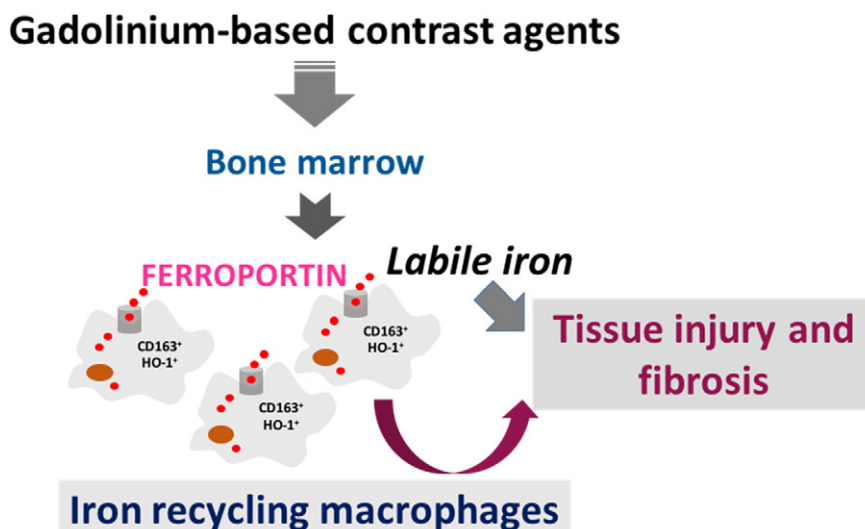 Gadolinium-based contrast agents
Bone marrow
FERROPORTIN
Labile iron
CD163⁺
HO-1⁺
CD163⁺
HO-1⁺
CD163⁺
HO-1⁺
Tissue injury and
fibrosis
Iron recycling macrophages